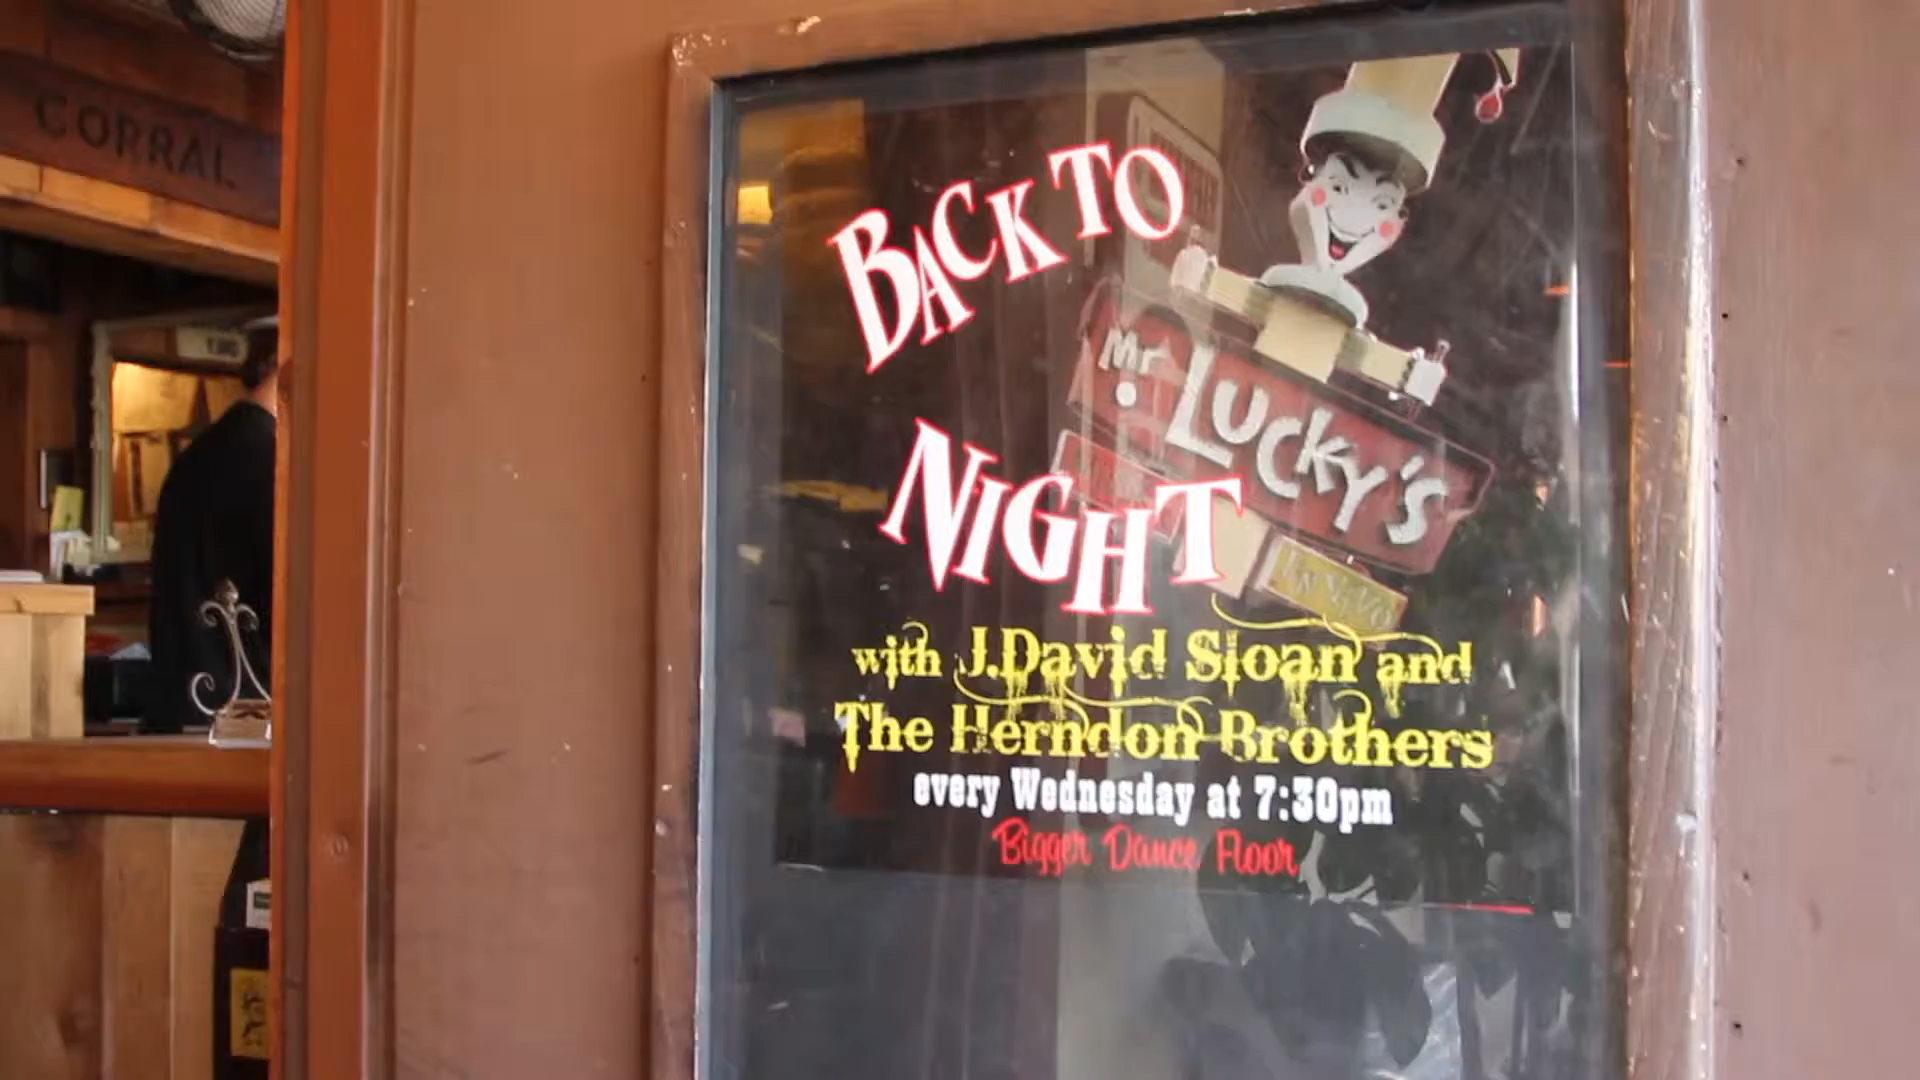 CORRAL
BACK TO
Mr. LUCKY'S
NIGHT
with J.David Sloan and
The Herndon Brothers
every Wednesday at 7:30pm
Bigger Dance Floor